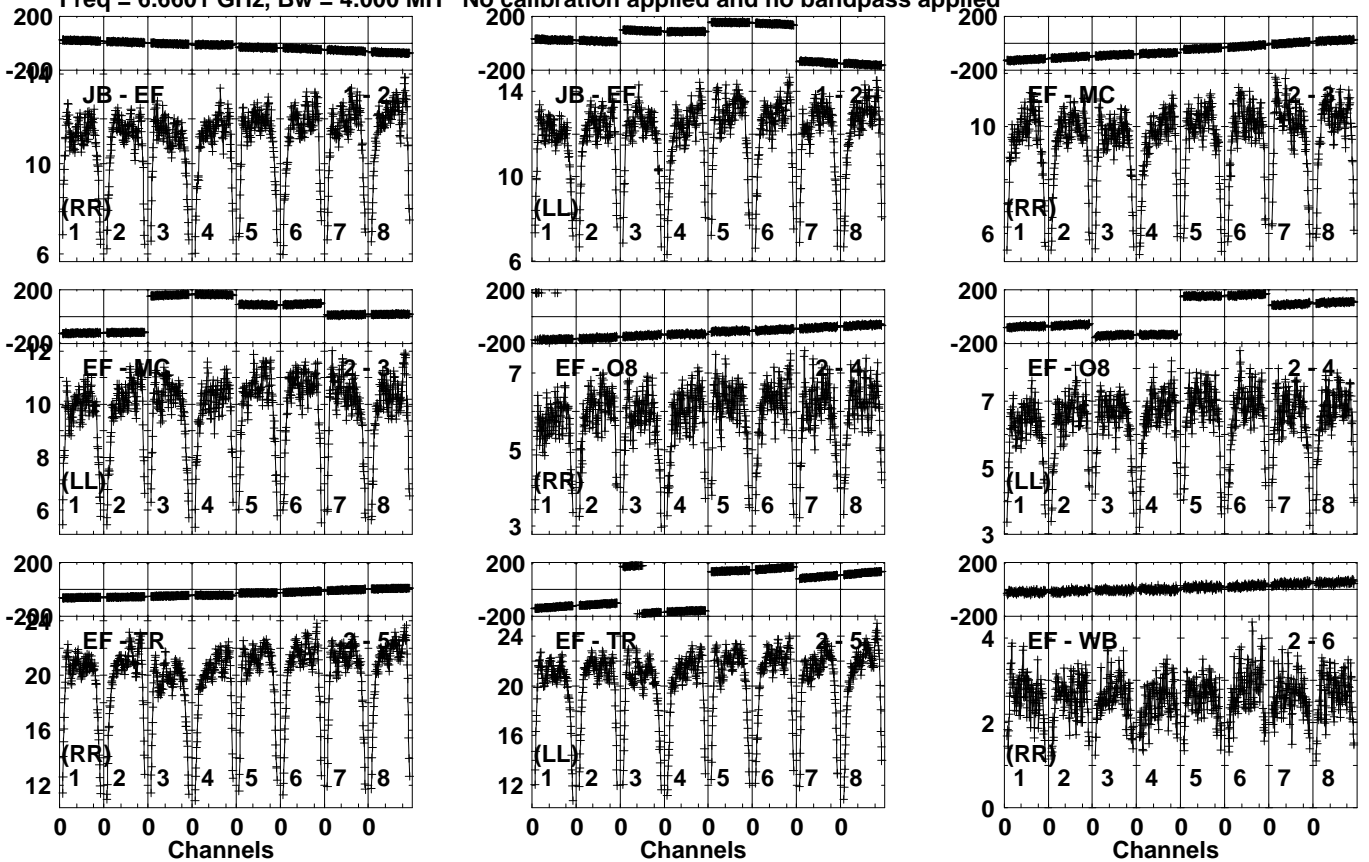 Freq = 6.6601 GHz, Bw = 4.000 MH No calibration applied and no bandpass applied
200
-200
14
10
6
JB - EF 1 - 2
(RR)
1 2 3 4 5 6 7 8
200
-200
14
10
6
JB - EF 1 - 2
(LL)
1 2 3 4 5 6 7 8
200
-200
10
6
EF - MC 2 - 3
(RR)
1 2 3 4 5 6 7 8
200
-200
12
10
8
6
EF - MC 2 - 3
(LL)
1 2 3 4 5 6 7 8
200
-200
7
5
3
EF - O8 2 - 4
(RR)
1 2 3 4 5 6 7 8
200
-200
7
5
3
EF - O8 2 - 4
(LL)
1 2 3 4 5 6 7 8
200
-200
24
20
16
12
EF - TR 2 - 5
(RR)
1 2 3 4 5 6 7 8
0 0 0 0 0 0 0 0
Channels
200
-200
24
20
16
12
EF - TR 2 - 5
(LL)
1 2 3 4 5 6 7 8
0 0 0 0 0 0 0 0
Channels
200
-200
4
2
0
EF - WB 2 - 6
(RR)
1 2 3 4 5 6 7 8
0 0 0 0 0 0 0 0
Channels